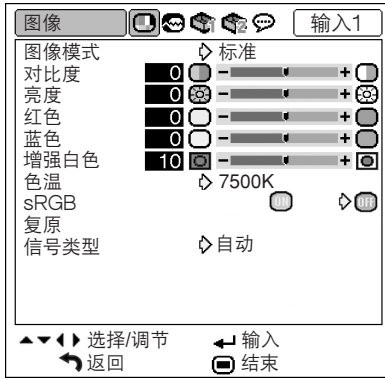 图像 输入1
图像模式 标准
对比度 0 − +
亮度 0 − +
红色 0 − +
蓝色 0 − +
增强白色 10 − +
色温 7500K
sRGB ON OFF
复原
信号类型 自动
选择/调节 输入
返回 结束